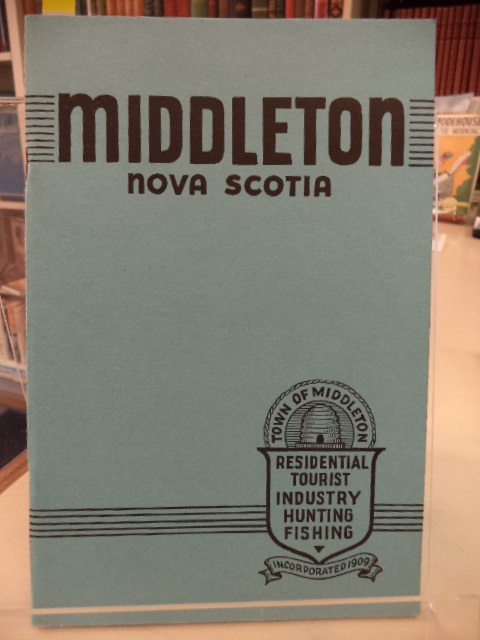 MIDDLETON
NOVA SCOTIA
TOWN OF MIDDLETON
RESIDENTIAL
TOURIST
INDUSTRY
HUNTING
FISHING
INCORPORATED 1909